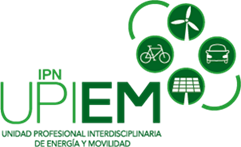 IPN
UPIEM
UNIDAD PROFESIONAL INTERDISCIPLINARIA
DE ENERGÍA Y MOVILIDAD